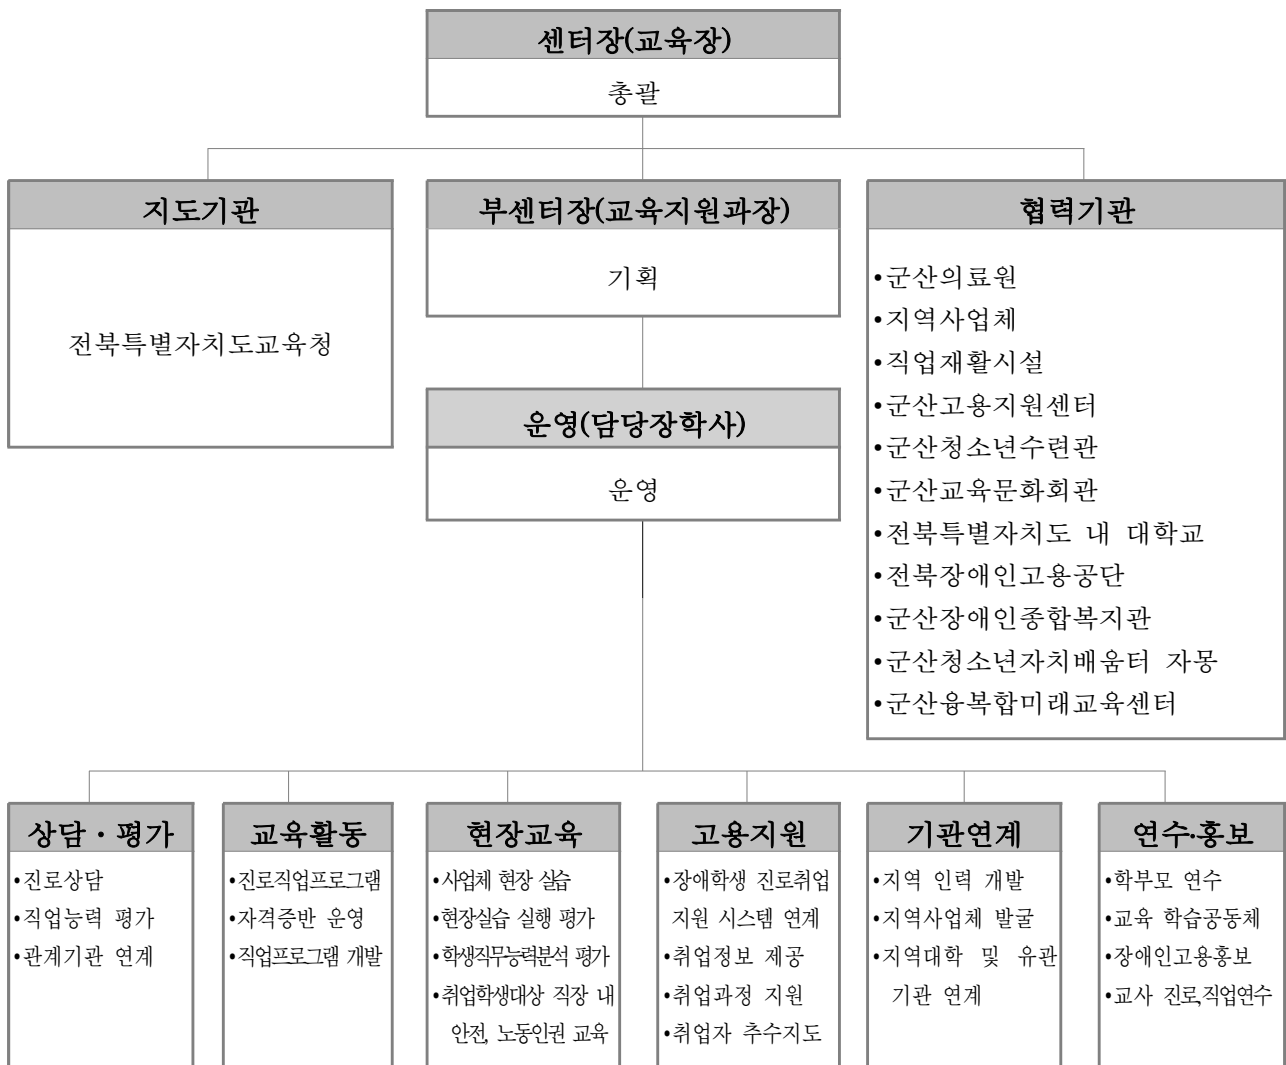 센터장(교육장)
총괄
지도기관
전북특별자치도교육청
부센터장(교육지원과장)
기획
운영(담당장학사)
운영
협력기관
•군산의료원
•지역사업체
•직업재활시설
•군산고용지원센터
•군산청소년수련관
•군산교육문화회관
•전북특별자치도 내 대학교
•전북장애인고용공단
•군산장애인종합복지관
•군산청소년자치배움터 자몽
•군산융복합미래교육센터
상담·평가
•진로상담
•직업능력 평가
•관계기관 연계
교육활동
•진로직업프로그램
•자격증반 운영
•직업프로그램 개발
현장교육
•사업체 현장 실습
•현장실습 실행 평가
•학생직무능력분석 평가
•취업학생대상 직장 내
안전, 노동인권 교육
고용지원
•장애학생 진로취업
지원 시스템 연계
•취업정보 제공
•취업과정 지원
•취업자 추수지도
기관연계
•지역 인력 개발
•지역사업체 발굴
•지역대학 및 유관
기관 연계
연수·홍보
•학부모 연수
•교육 학습공동체
•장애인고용홍보
•교사 진로,직업연수